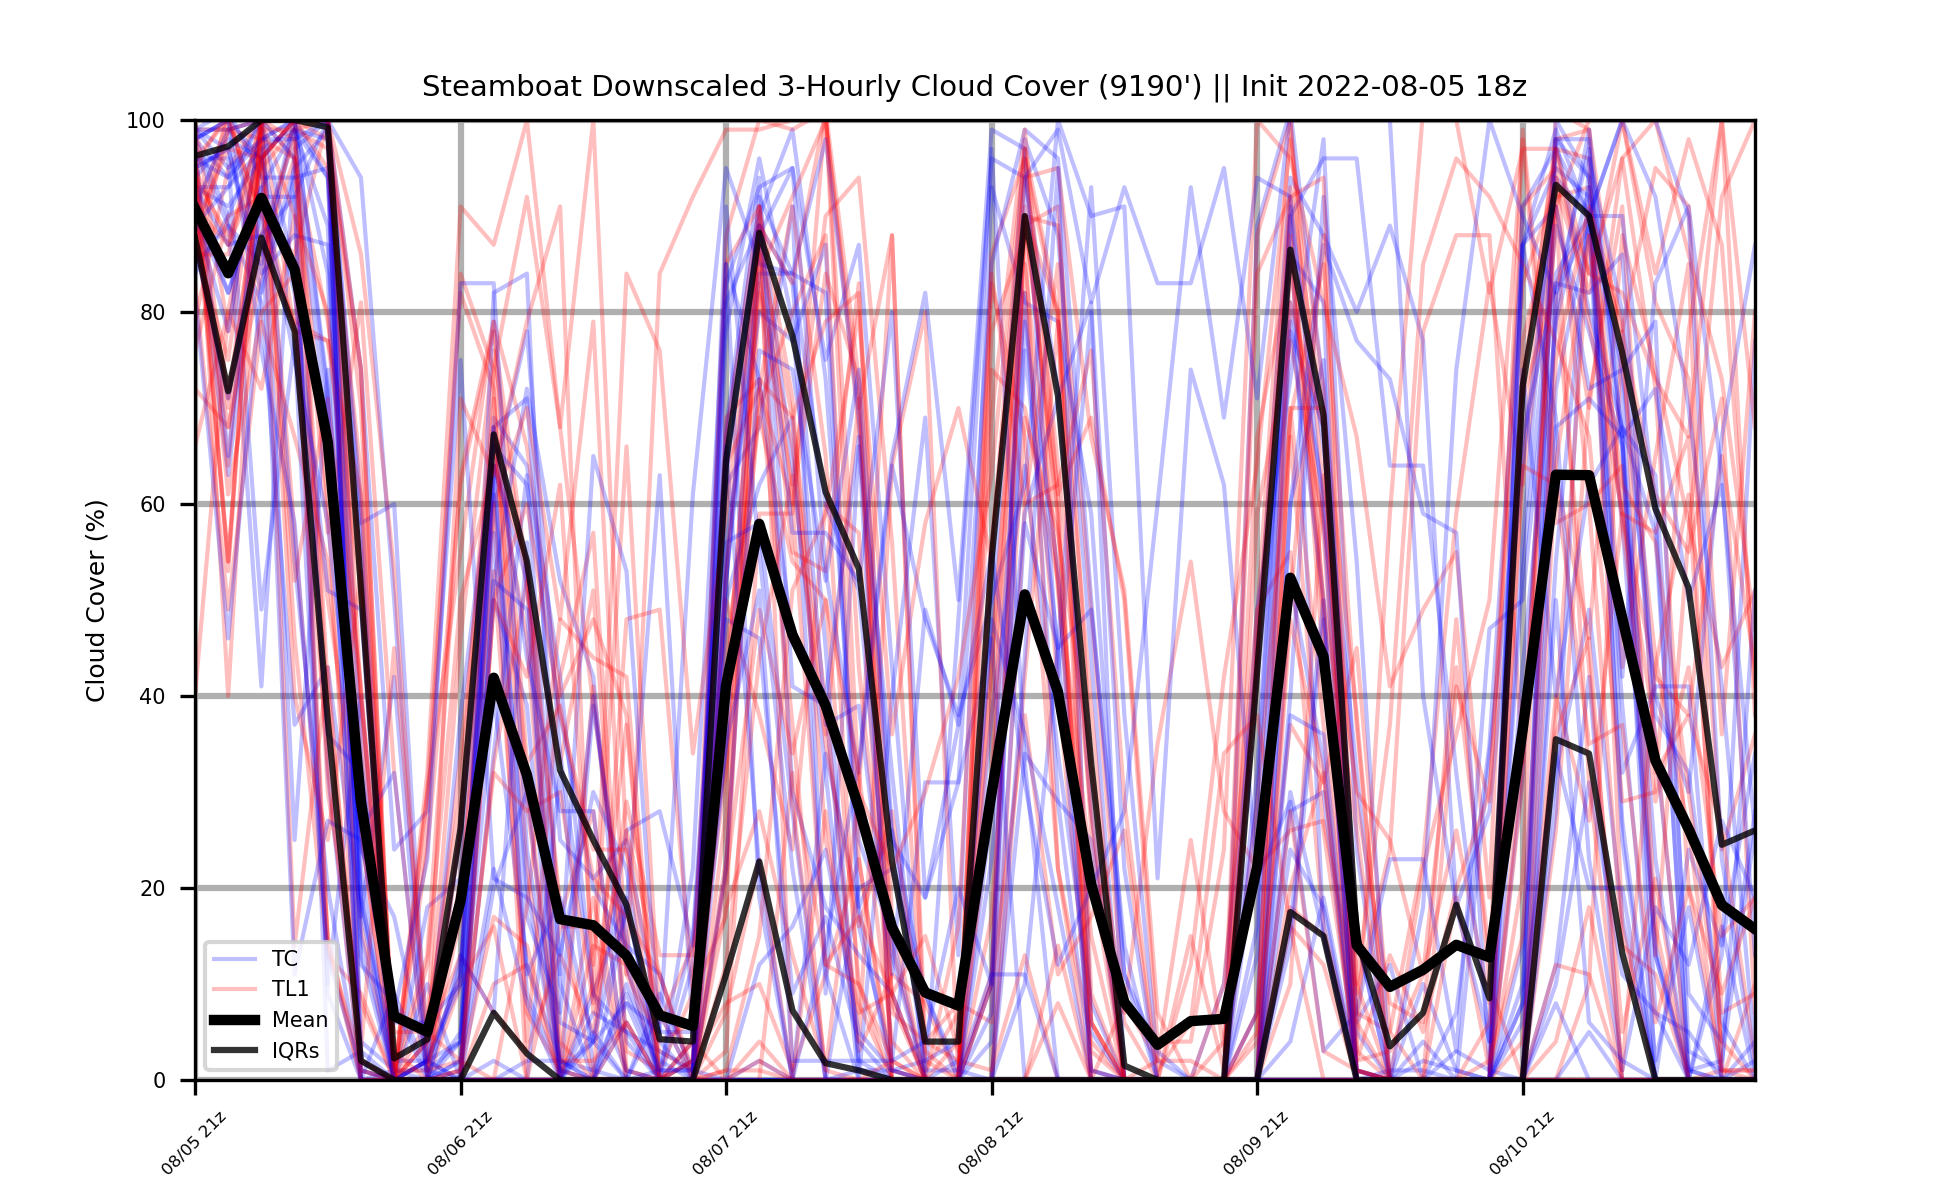 Steamboat Downscaled 3-Hourly Cloud Cover (9190') || Init 2022-08-05 18z
Cloud Cover (%)
100
80
60
40
20
0
TC
TL1
Mean
IQRs
08/05 21z
08/06 21z
08/07 21z
08/08 21z
08/09 21z
08/10 21z